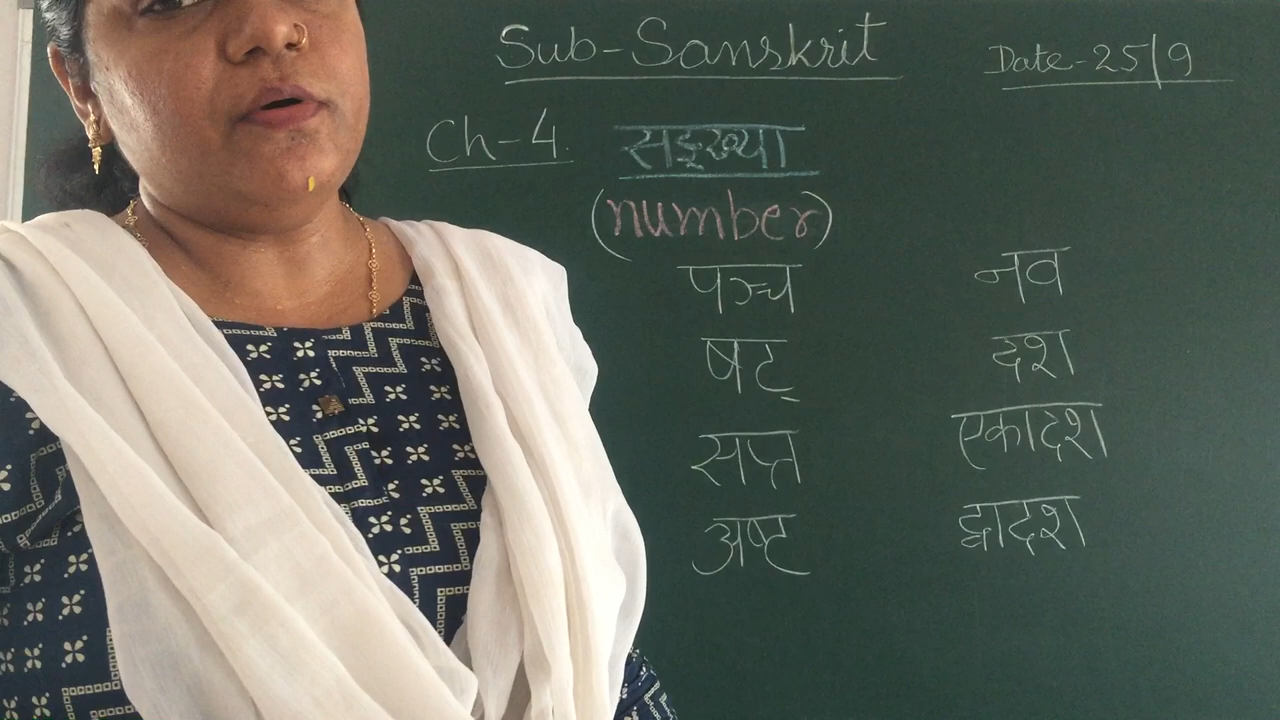 Sub-Sanskrit
Date-25/9
Ch-4.
सङ्ख्या
(number)
पञ्च
षट्
सप्त
अष्ट
नव
दश
एकादश
द्वादश